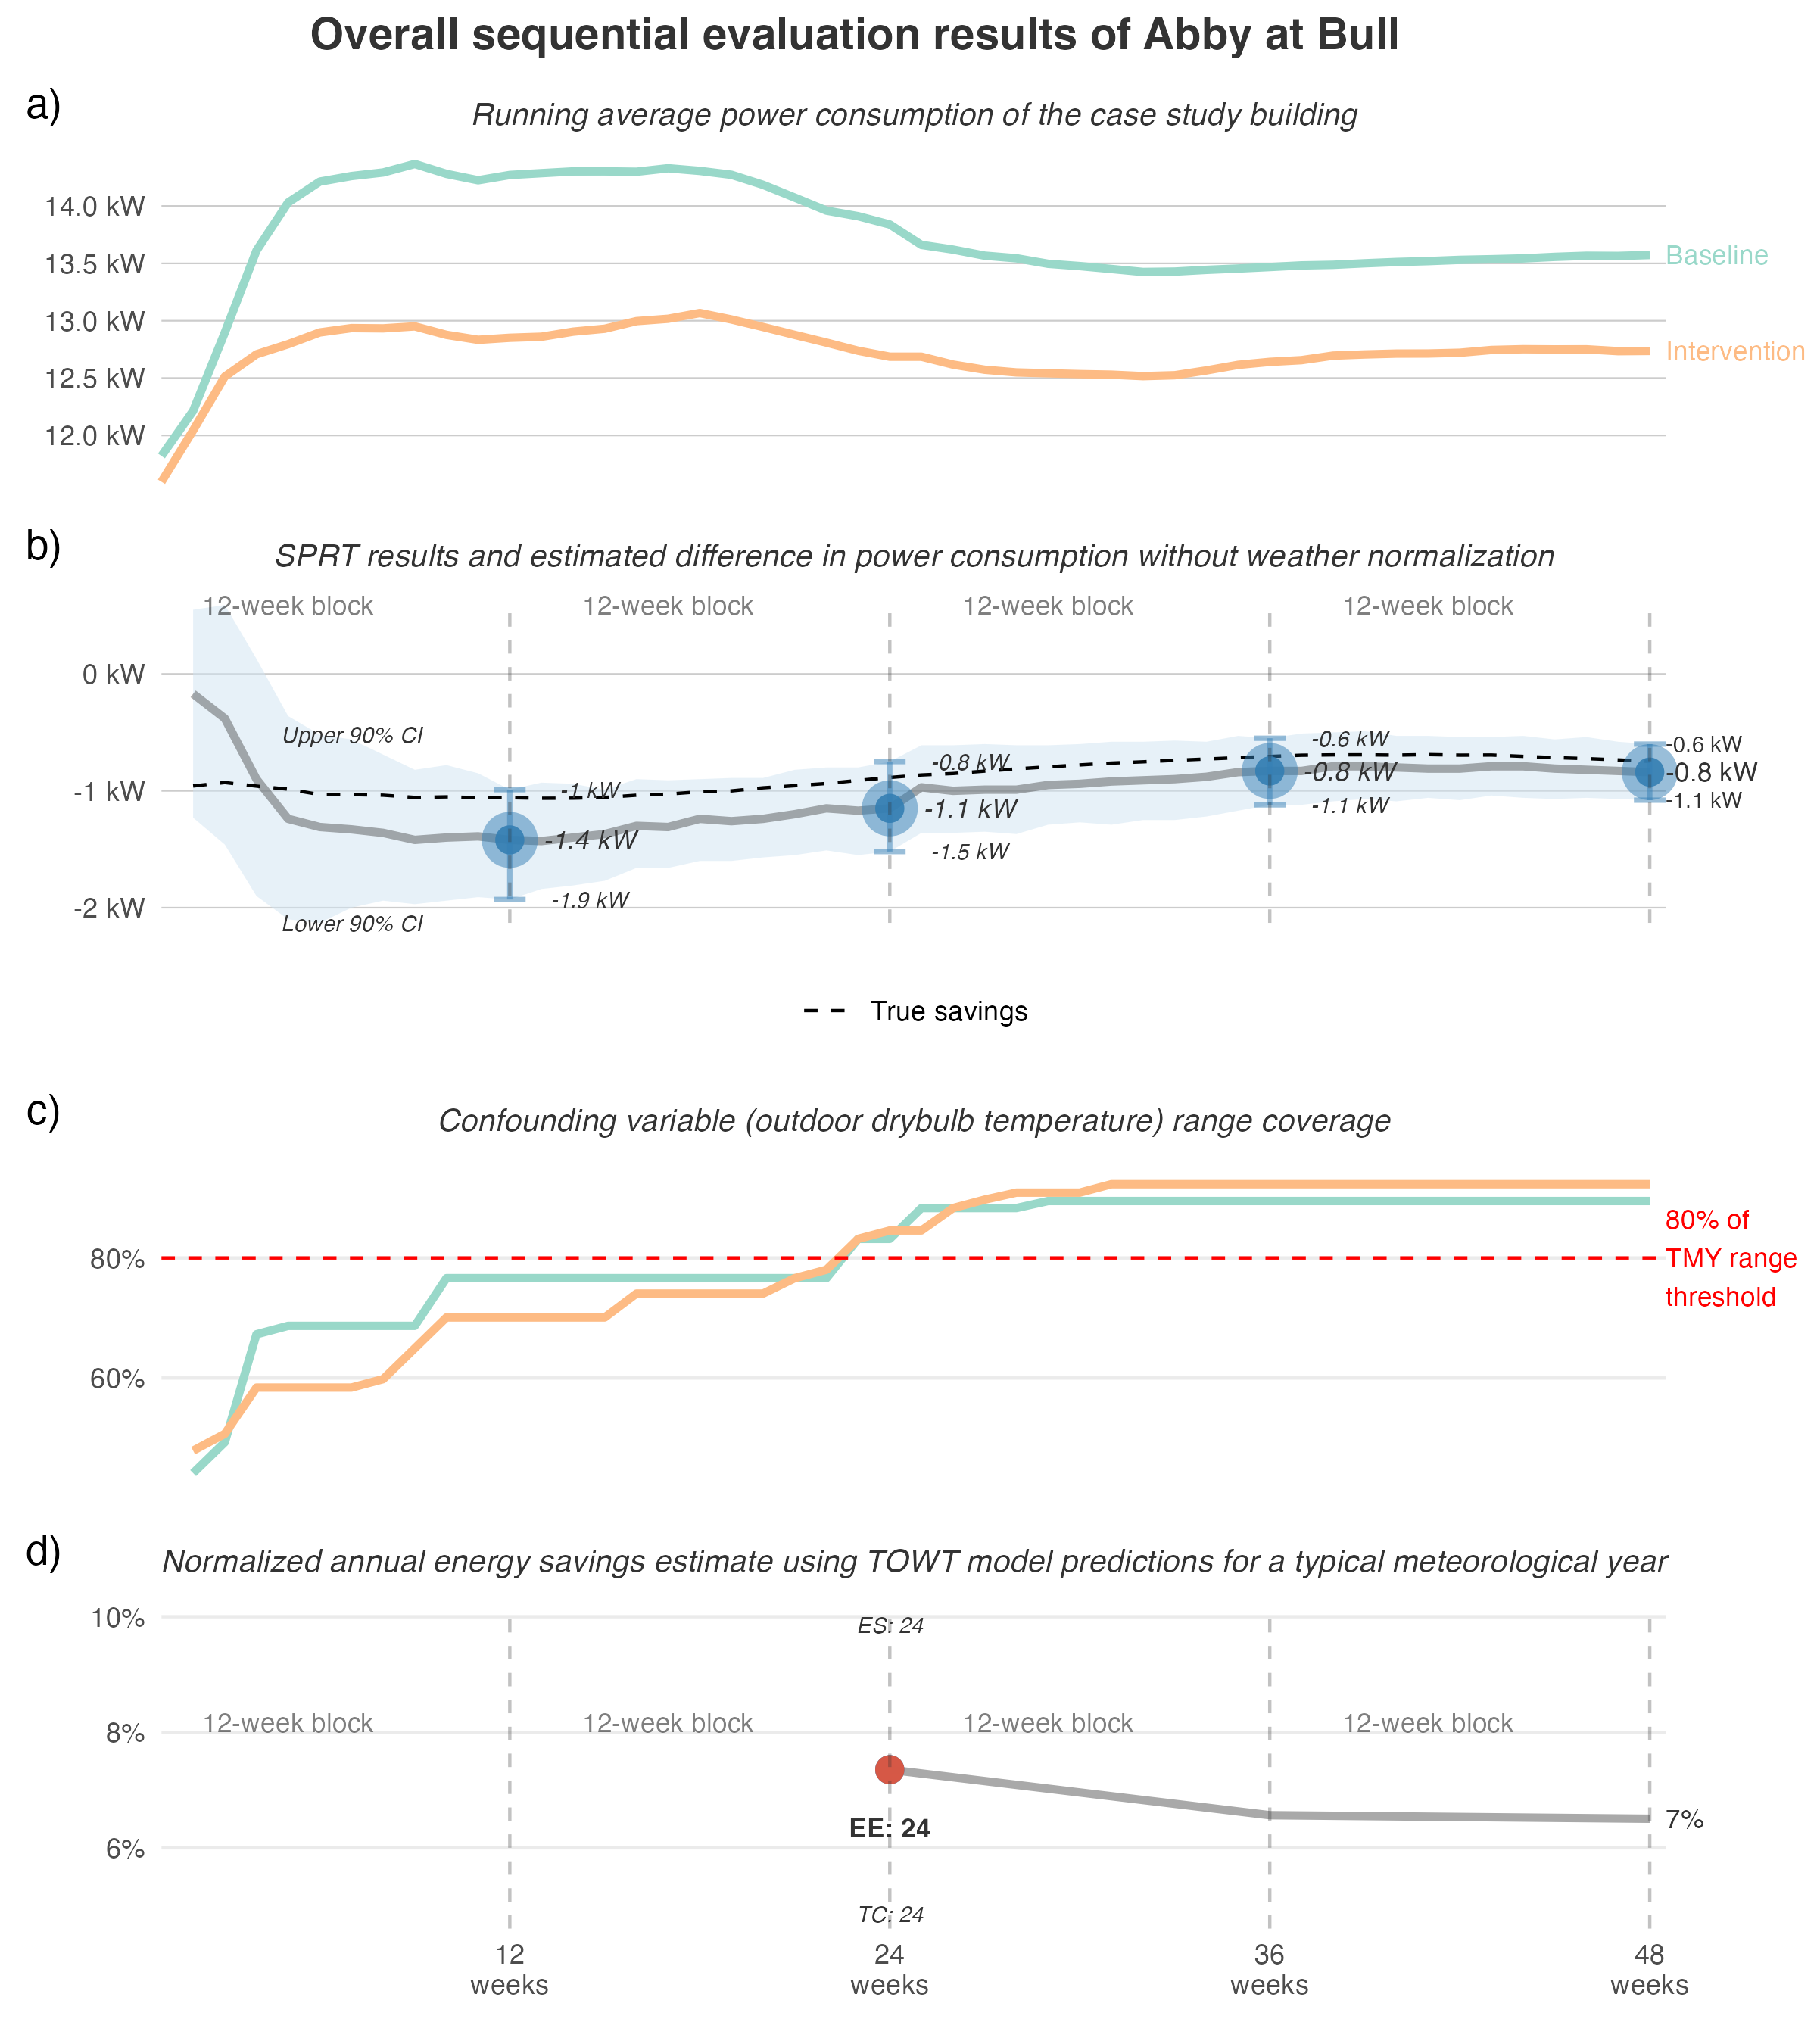 Overall sequential evaluation results of Abby at Bull
a)
Running average power consumption of the case study building
14.0 kW
13.5 kW
13.0 kW
12.5 kW
12.0 kW
Baseline
Intervention
b)
SPRT results and estimated difference in power consumption without weather normalization
12-week block
12-week block
12-week block
12-week block
0 kW
-1 kW
-2 kW
Upper 90% CI
Lower 90% CI
-1 kW
-1.4 kW
-1.9 kW
-0.8 kW
-1.1 kW
-1.5 kW
-0.6 kW
-0.8 kW
-1.1 kW
-0.6 kW
-0.8 kW
-1.1 kW
True savings
c)
Confounding variable (outdoor drybulb temperature) range coverage
80%
60%
80% of
TMY range
threshold
d)
Normalized annual energy savings estimate using TOWT model predictions for a typical meteorological year
10%
8%
6%
ES: 24
12-week block
12-week block
12-week block
12-week block
EE: 24
7%
TC: 24
12
weeks
24
weeks
36
weeks
48
weeks